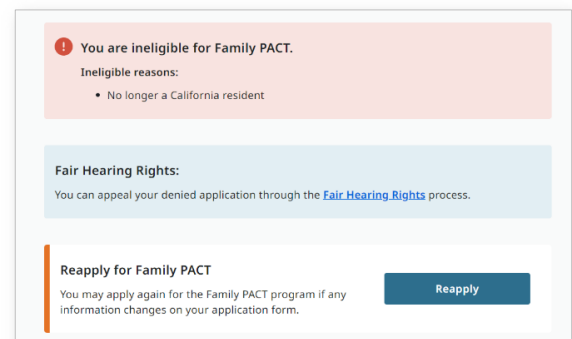 You are ineligible for Family PACT.
Ineligible reasons:
• No longer a California resident
Fair Hearing Rights:
You can appeal your denied application through the Fair Hearing Rights process.
Reapply for Family PACT
You may apply again for the Family PACT program if any
information changes on your application form.
Reapply